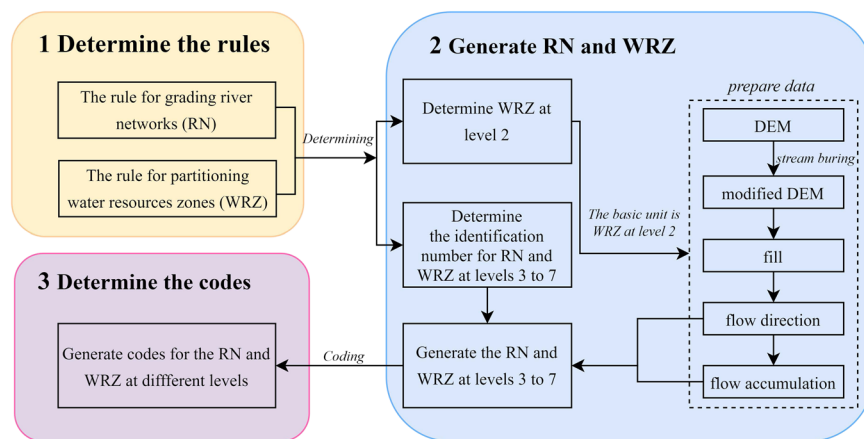 1 Determine the rules
The rule for grading river
networks (RN)
The rule for partitioning
water resources zones (WRZ)
Determining
2 Generate RN and WRZ
Determine WRZ at
level 2
Determine
the identification
number for RN and
WRZ at levels 3 to 7
Generate the RN and
WRZ at levels 3 to 7
The basic unit is
WRZ at level 2
prepare data
DEM
stream buring
modified DEM
fill
flow direction
flow accumulation
Coding
3 Determine the codes
Generate codes for the RN and
WRZ at diffferent levels